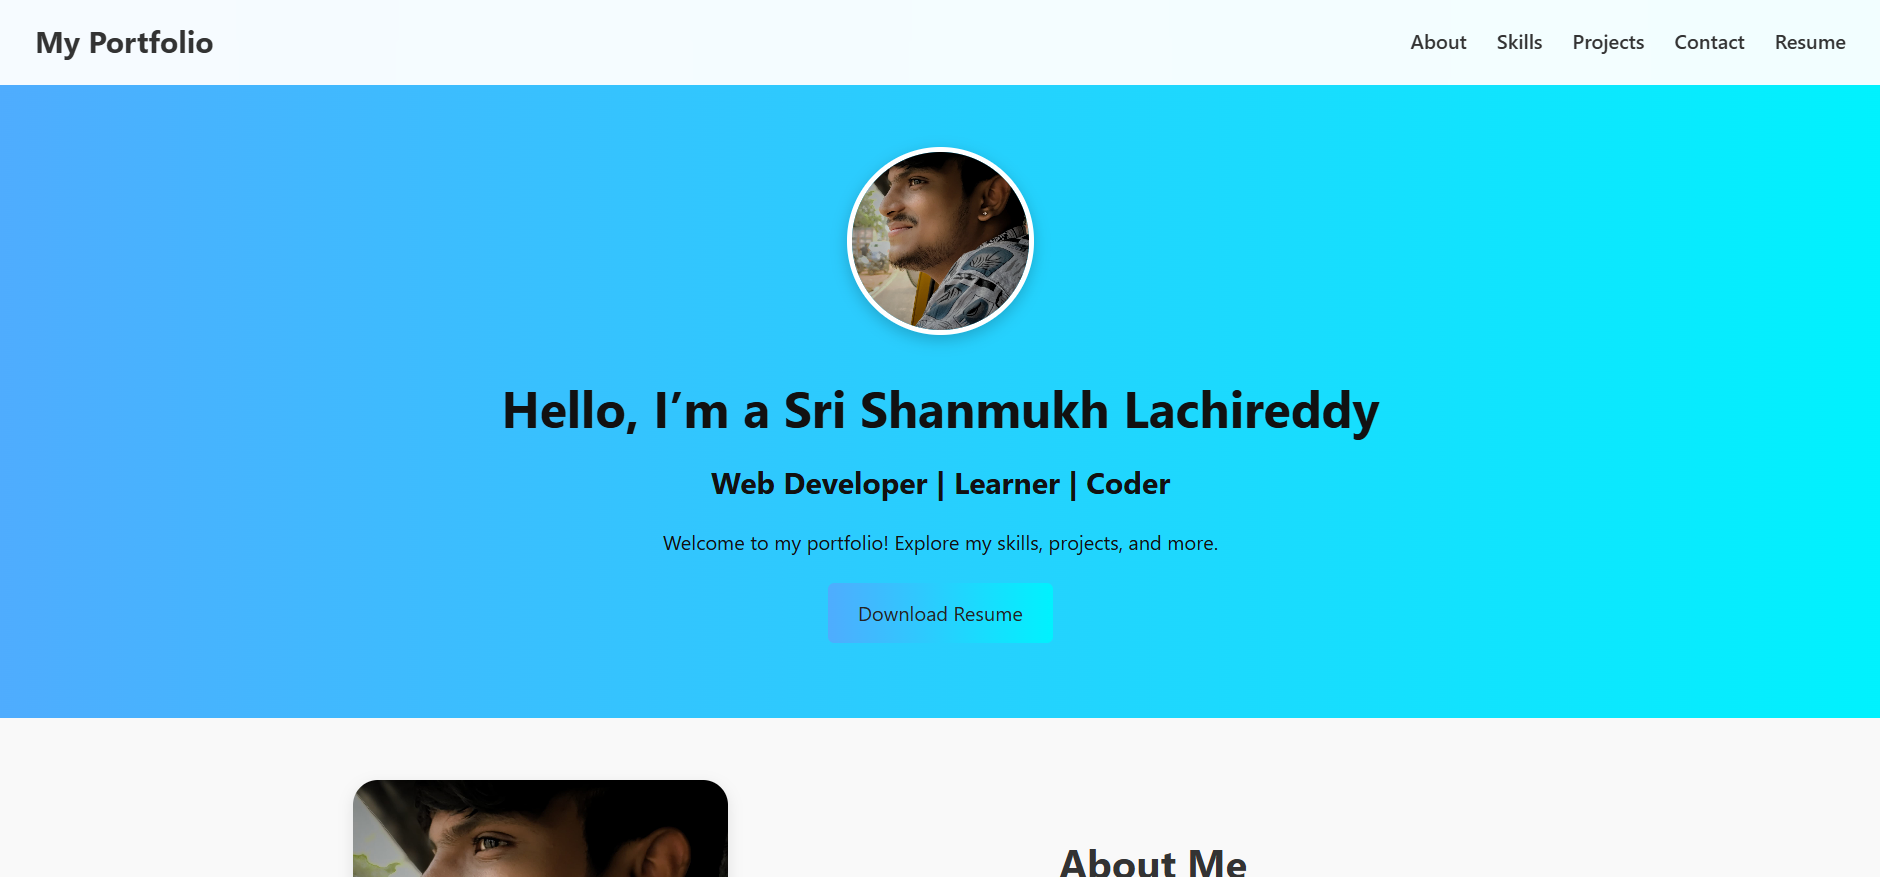 My Portfolio
About Skills Projects Contact Resume
Hello, I’m a Sri Shanmukh Lachireddy
Web Developer | Learner | Coder
Welcome to my portfolio! Explore my skills, projects, and more.
Download Resume
About Me